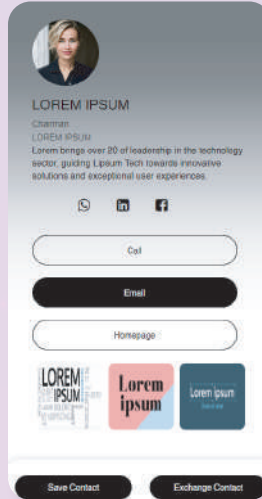 LOREM IPSUM
Chairman
LOREM IPSUM
Lorem brings over 20 of leadership in the technology
sector, guiding Lipsum Tech towards innovative
solutions and exceptional user experiences.
Call
Email
Homepage
LOREM
IPSUM
Lorem
ipsum
Lorem ipsum
Save Contact
Exchange Contact